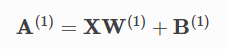 A⁽¹⁾ = XW⁽¹⁾ + B⁽¹⁾